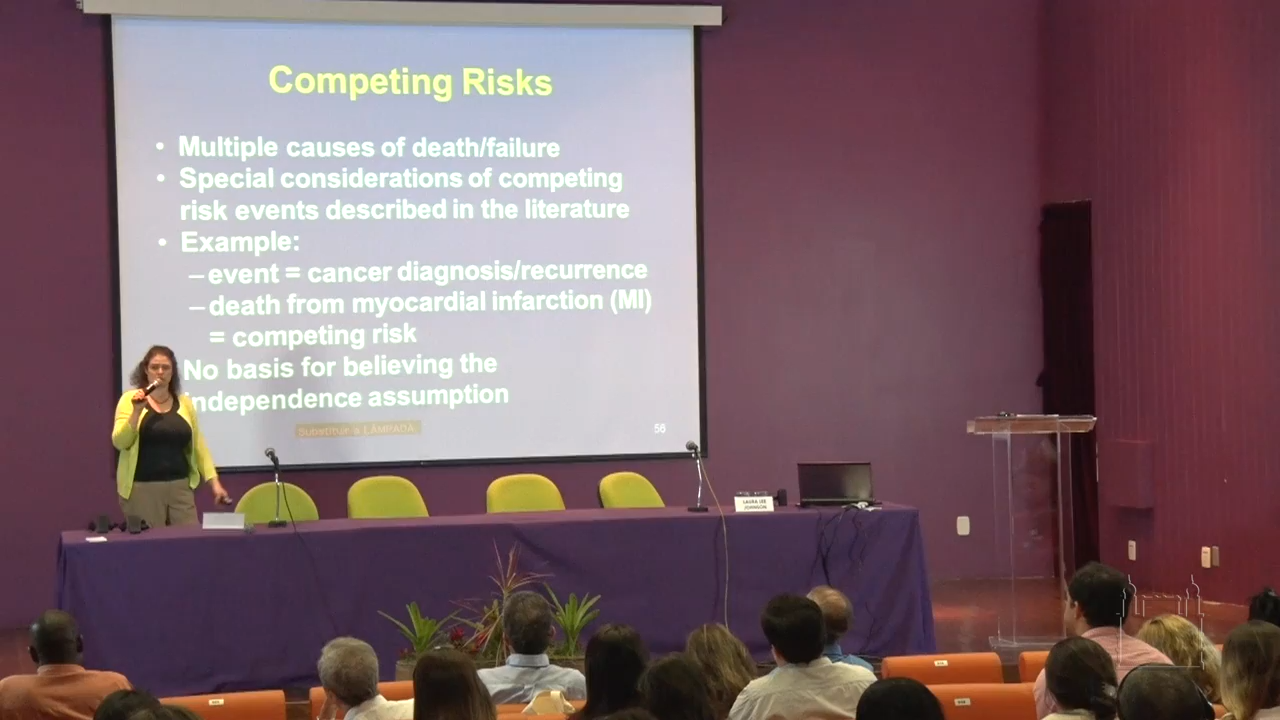 Competing Risks
• Multiple causes of death/failure
• Special considerations of competing
risk events described in the literature
• Example:
– event = cancer diagnosis/recurrence
– death from myocardial infarction (MI)
= competing risk
No basis for believing the
independence assumption
Substituir a LÂMPADA
56
LAURA LEE
JOHNSON